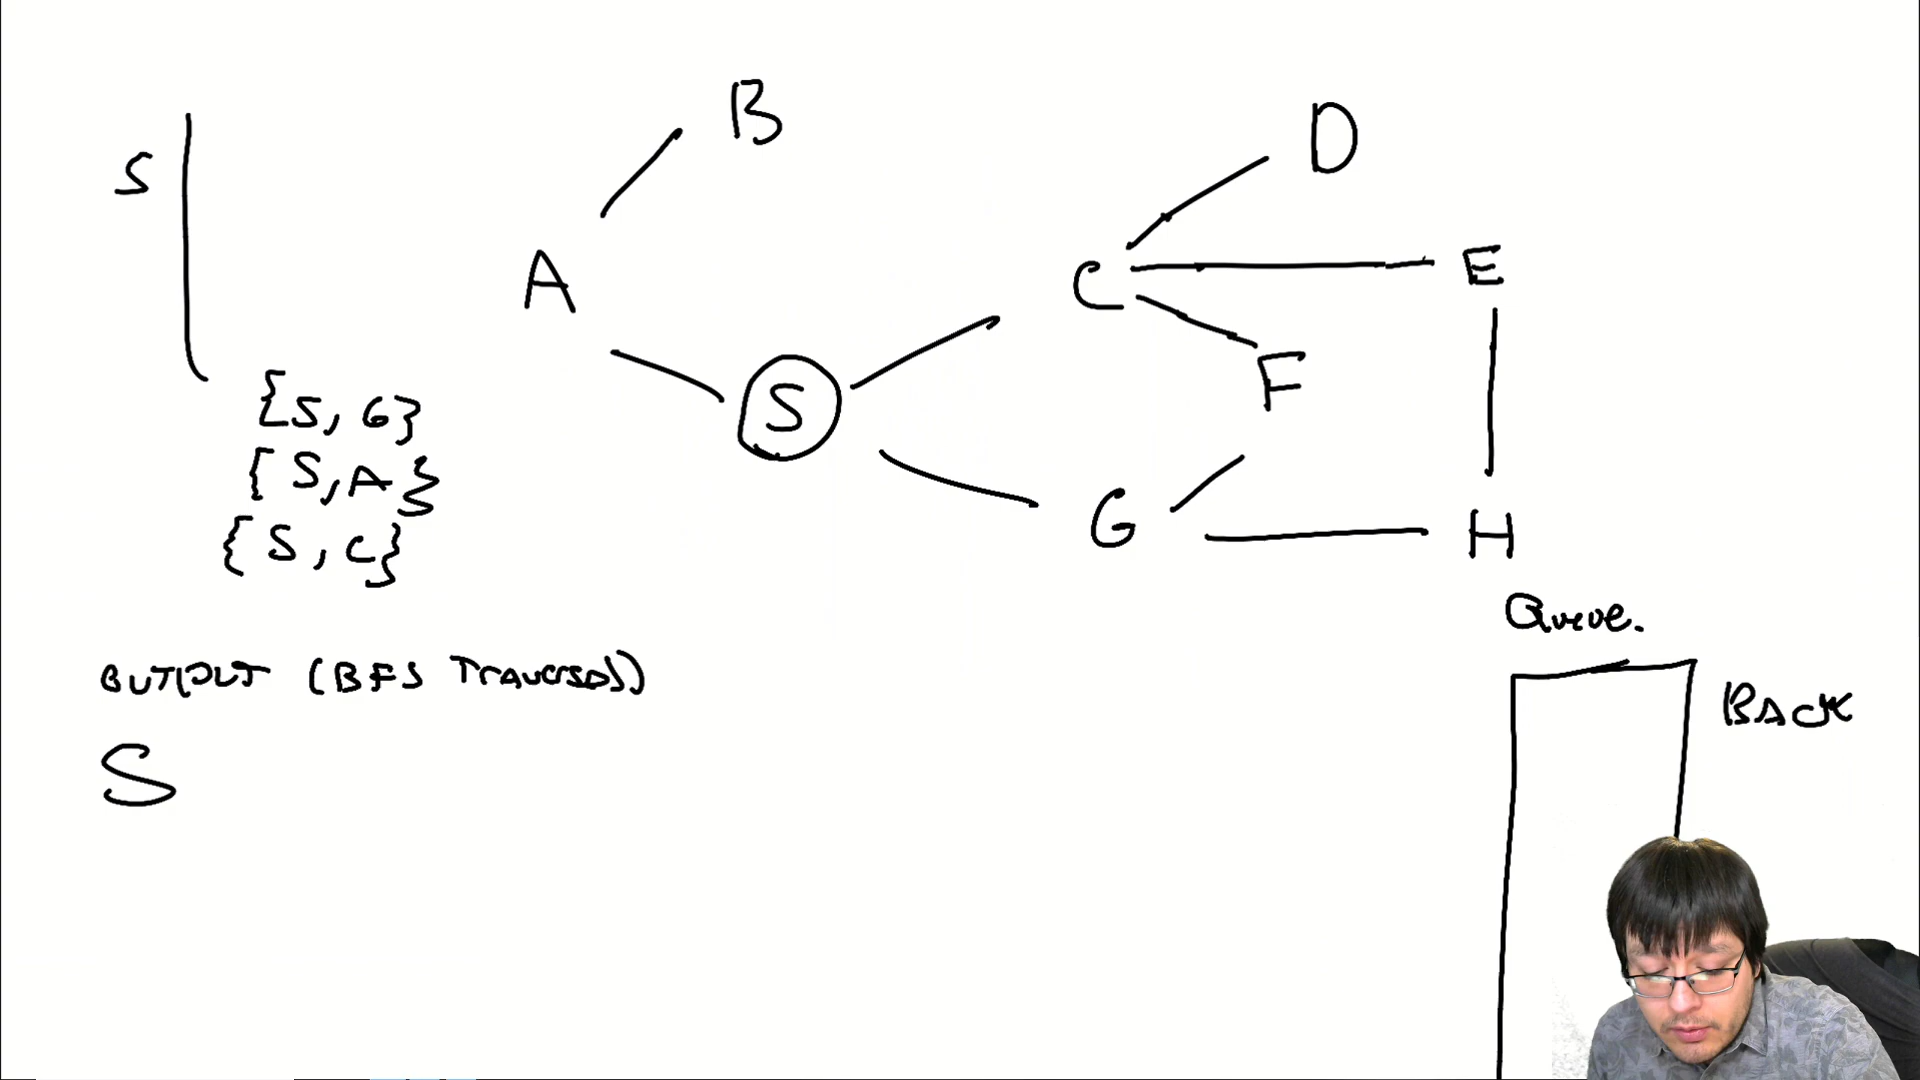 B
D
S
A
C
E
S
F
{S, G}
{S, A}
{S, C}
G
H
Queue.
OUTPUT (BFS Traversal)
BACK
S